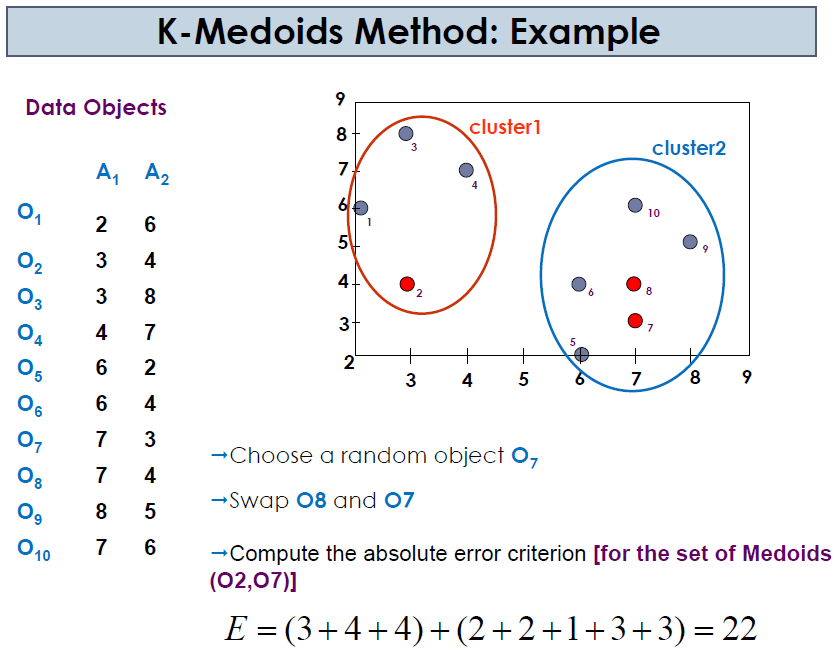 K-Medoids Method: Example
Data Objects
A1 A2
O1 2 6
O2 3 4
O3 3 8
O4 4 7
O5 6 2
O6 6 4
O7 7 3
O8 7 4
O9 8 5
O10 7 6
9
8
7
6
5
4
3
2
3 4 5 6 7 8 9
cluster1
cluster2
3
4
1
2
10
9
6
8
7
5
→Choose a random object O7
→Swap O8 and O7
→Compute the absolute error criterion [for the set of Medoids
(O2,O7)]
E = (3+4+4)+(2+2+1+3+3) = 22